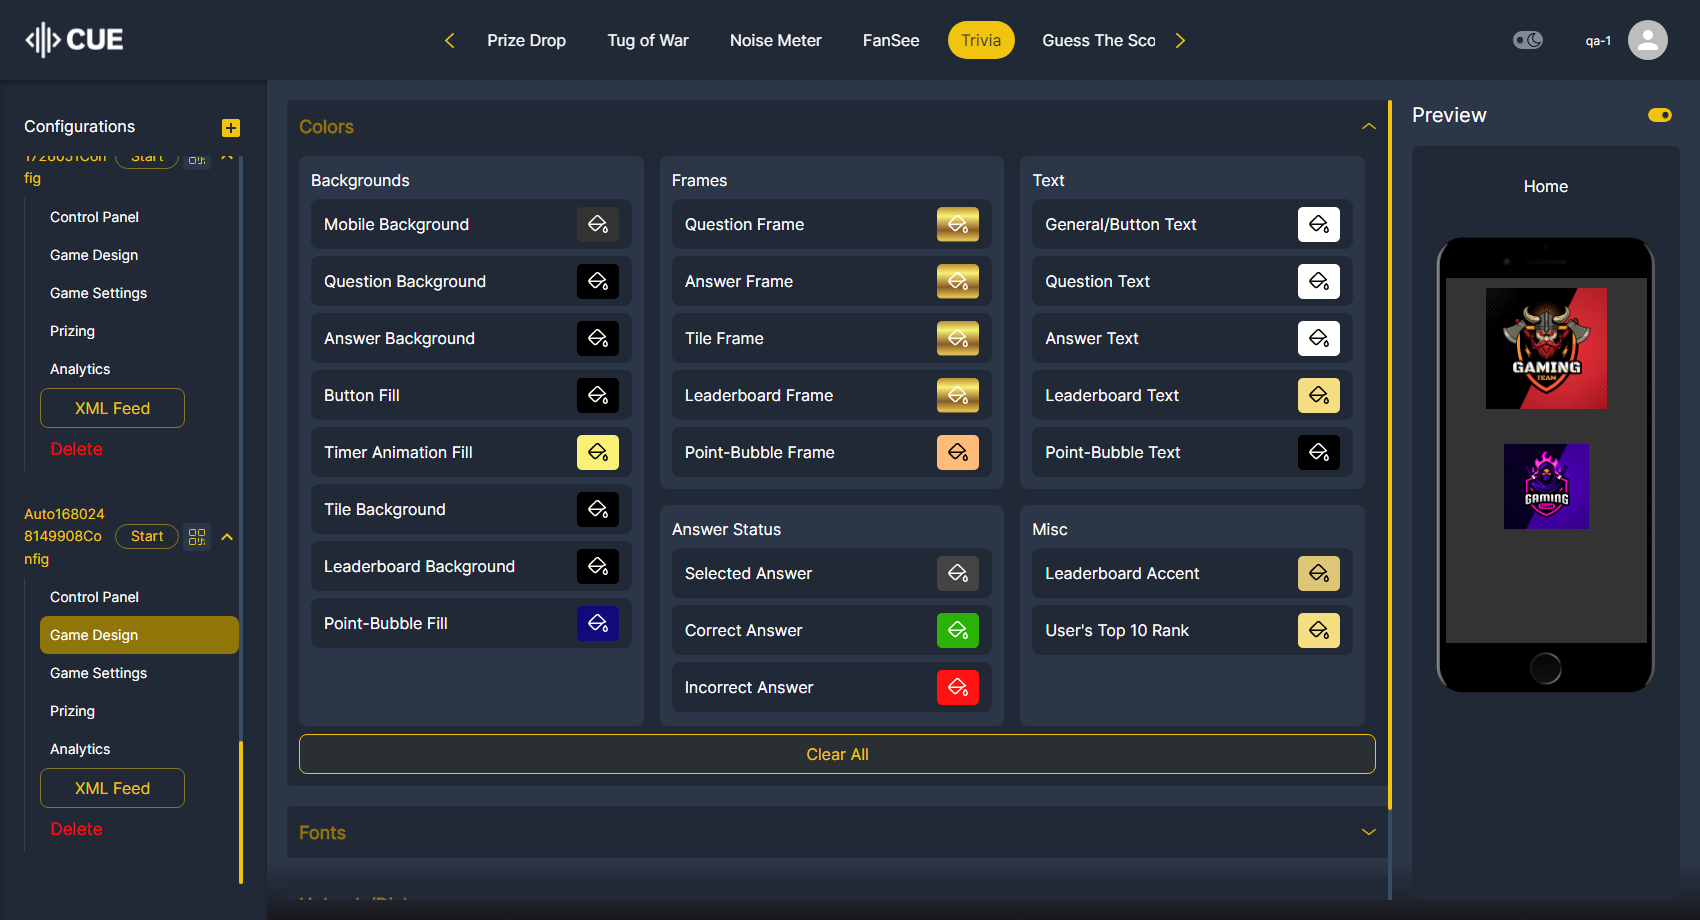 CUE
Prize Drop
Tug of War
Noise Meter
FanSee
Trivia
Guess The Sco
qa-1
Configurations
Start
fig
Control Panel
Game Design
Game Settings
Prizing
Analytics
XML Feed
Delete
Auto168024
8149908Co
nfig
Start
Control Panel
Game Design
Game Settings
Prizing
Analytics
XML Feed
Delete
Colors
Backgrounds
Mobile Background
Question Background
Answer Background
Button Fill
Timer Animation Fill
Tile Background
Leaderboard Background
Point-Bubble Fill
Frames
Question Frame
Answer Frame
Tile Frame
Leaderboard Frame
Point-Bubble Frame
Text
General/Button Text
Question Text
Answer Text
Leaderboard Text
Point-Bubble Text
Answer Status
Selected Answer
Correct Answer
Incorrect Answer
Misc
Leaderboard Accent
User's Top 10 Rank
Clear All
Fonts
Preview
Home
GAMING
TEAM
GAMING
TEAM